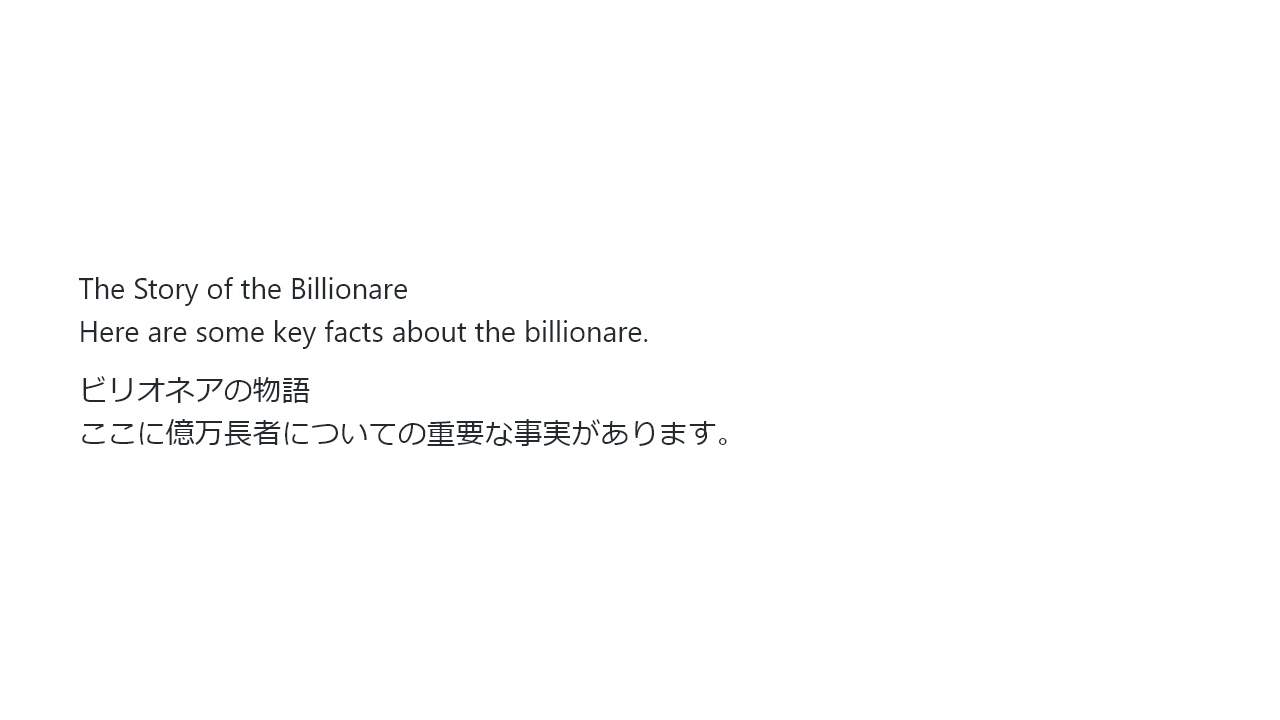 The Story of the Billionare
Here are some key facts about the billionare.
ビリオネアの物語
ここに億万長者についての重要な事実があります。